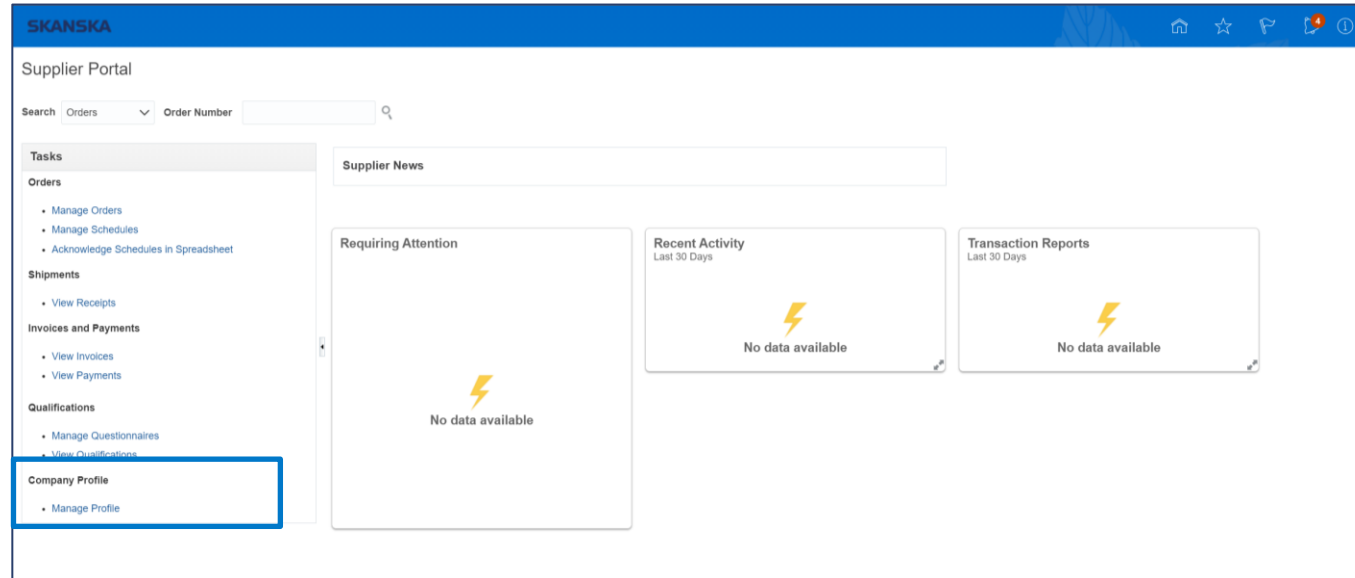 SKANSKA
4
Supplier Portal
Search Orders Order Number
Tasks
Orders
Manage Orders
Manage Schedules
Acknowledge Schedules in Spreadsheet
Shipments
View Receipts
Invoices and Payments
View Invoices
View Payments
Qualifications
Manage Questionnaires
View Qualifications
Company Profile
Manage Profile
Supplier News
Requiring Attention
No data available
Recent Activity
Last 30 Days
No data available
Transaction Reports
Last 30 Days
No data available